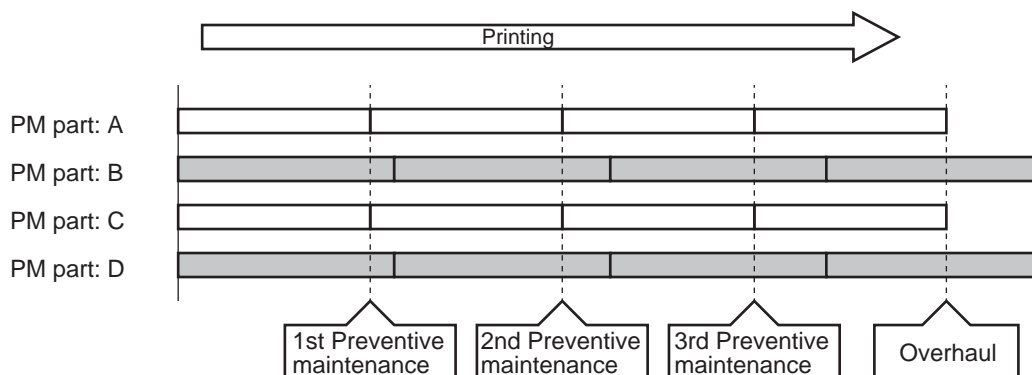 Printing
PM part: A
PM part: B
PM part: C
PM part: D
1st Preventive
maintenance
2nd Preventive
maintenance
3rd Preventive
maintenance
Overhaul